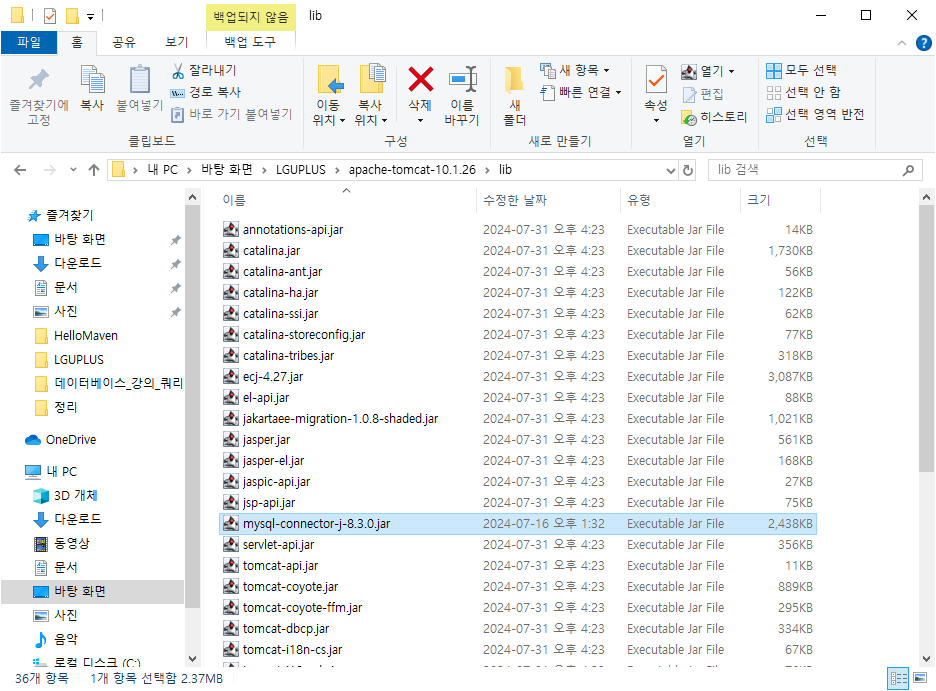 백업되지 않음
lib
파일
홈
공유
보기
백업 도구
즐겨찾기에
고정
복사
붙여넣기
잘라내기
경로 복사
바로 가기 붙여넣기
클립보드
이동
위치
복사
위치
삭제
이름
바꾸기
구성
새
폴더
새 항목
빠른 연결
새로 만들기
속성
열기
편집
히스토리
열기
모두 선택
선택 안 함
선택 영역 반전
선택
내 PC > 바탕 화면 > LGUPLUS > apache-tomcat-10.1.26 > lib
lib 검색
즐겨찾기
바탕 화면
다운로드
문서
사진
HelloMaven
LGUPLUS
데이터베이스_강의_쿼리
정리
OneDrive
내 PC
3D 개체
다운로드
동영상
문서
바탕 화면
사진
음악
로컬 디스크 (C:)
이름 수정한 날짜 유형 크기
annotations-api.jar 2024-07-31 오후 4:23 Executable Jar File 14KB
catalina.jar 2024-07-31 오후 4:23 Executable Jar File 1,730KB
catalina-ant.jar 2024-07-31 오후 4:23 Executable Jar File 56KB
catalina-ha.jar 2024-07-31 오후 4:23 Executable Jar File 122KB
catalina-ssi.jar 2024-07-31 오후 4:23 Executable Jar File 62KB
catalina-storeconfig.jar 2024-07-31 오후 4:23 Executable Jar File 77KB
catalina-tribes.jar 2024-07-31 오후 4:23 Executable Jar File 318KB
ecj-4.27.jar 2024-07-31 오후 4:23 Executable Jar File 3,087KB
el-api.jar 2024-07-31 오후 4:23 Executable Jar File 88KB
jakartaee-migration-1.0.8-shaded.jar 2024-07-31 오후 4:23 Executable Jar File 1,021KB
jasper.jar 2024-07-31 오후 4:23 Executable Jar File 561KB
jasper-el.jar 2024-07-31 오후 4:23 Executable Jar File 168KB
jaspic-api.jar 2024-07-31 오후 4:23 Executable Jar File 27KB
jsp-api.jar 2024-07-31 오후 4:23 Executable Jar File 75KB
mysql-connector-j-8.3.0.jar 2024-07-16 오후 1:32 Executable Jar File 2,438KB
servlet-api.jar 2024-07-31 오후 4:23 Executable Jar File 356KB
tomcat-api.jar 2024-07-31 오후 4:23 Executable Jar File 11KB
tomcat-coyote.jar 2024-07-31 오후 4:23 Executable Jar File 889KB
tomcat-coyote-ffm.jar 2024-07-31 오후 4:23 Executable Jar File 295KB
tomcat-dbcp.jar 2024-07-31 오후 4:23 Executable Jar File 334KB
tomcat-i18n-cs.jar 2024-07-31 오후 4:23 Executable Jar File 67KB
36개 항목
1개 항목 선택함 2.37MB